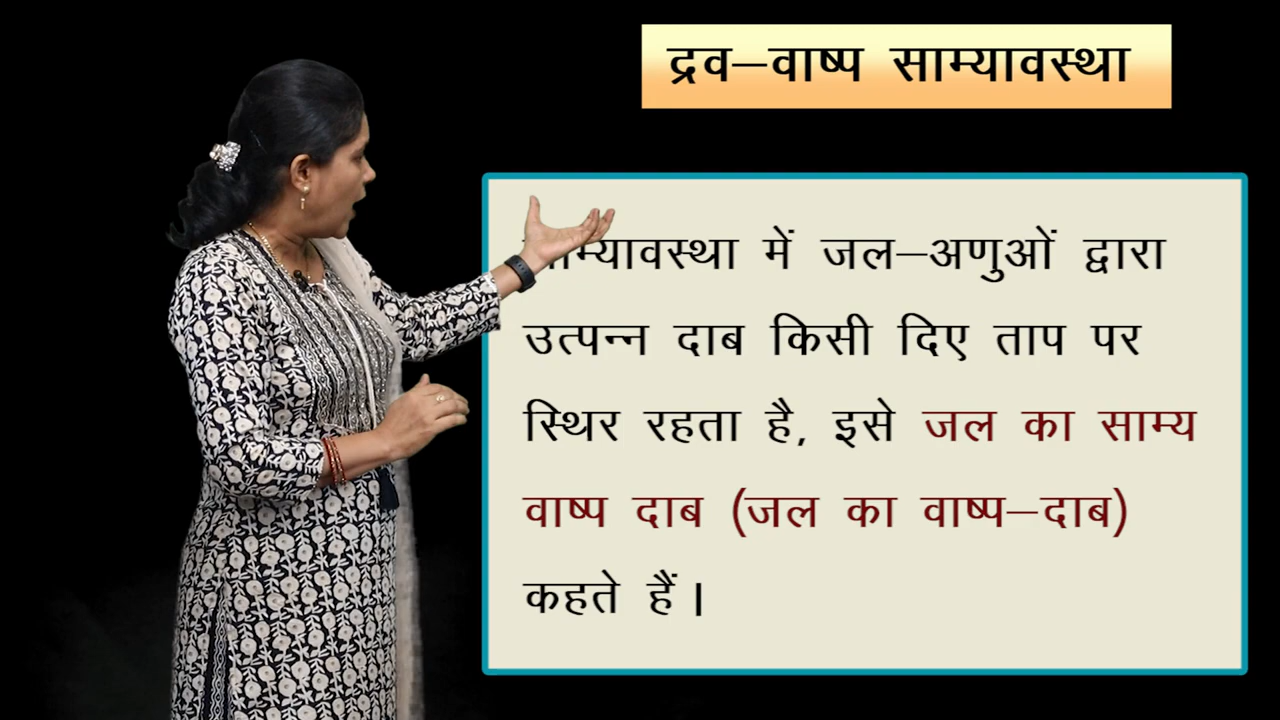 द्रव–वाष्प साम्यावस्था
में जल–अणुओं द्वारा
उत्पन्न दाब किसी दिए ताप पर
स्थिर रहता है, इसे जल का साम्य
वाष्प दाब (जल का वाष्प–दाब)
कहते हैं।